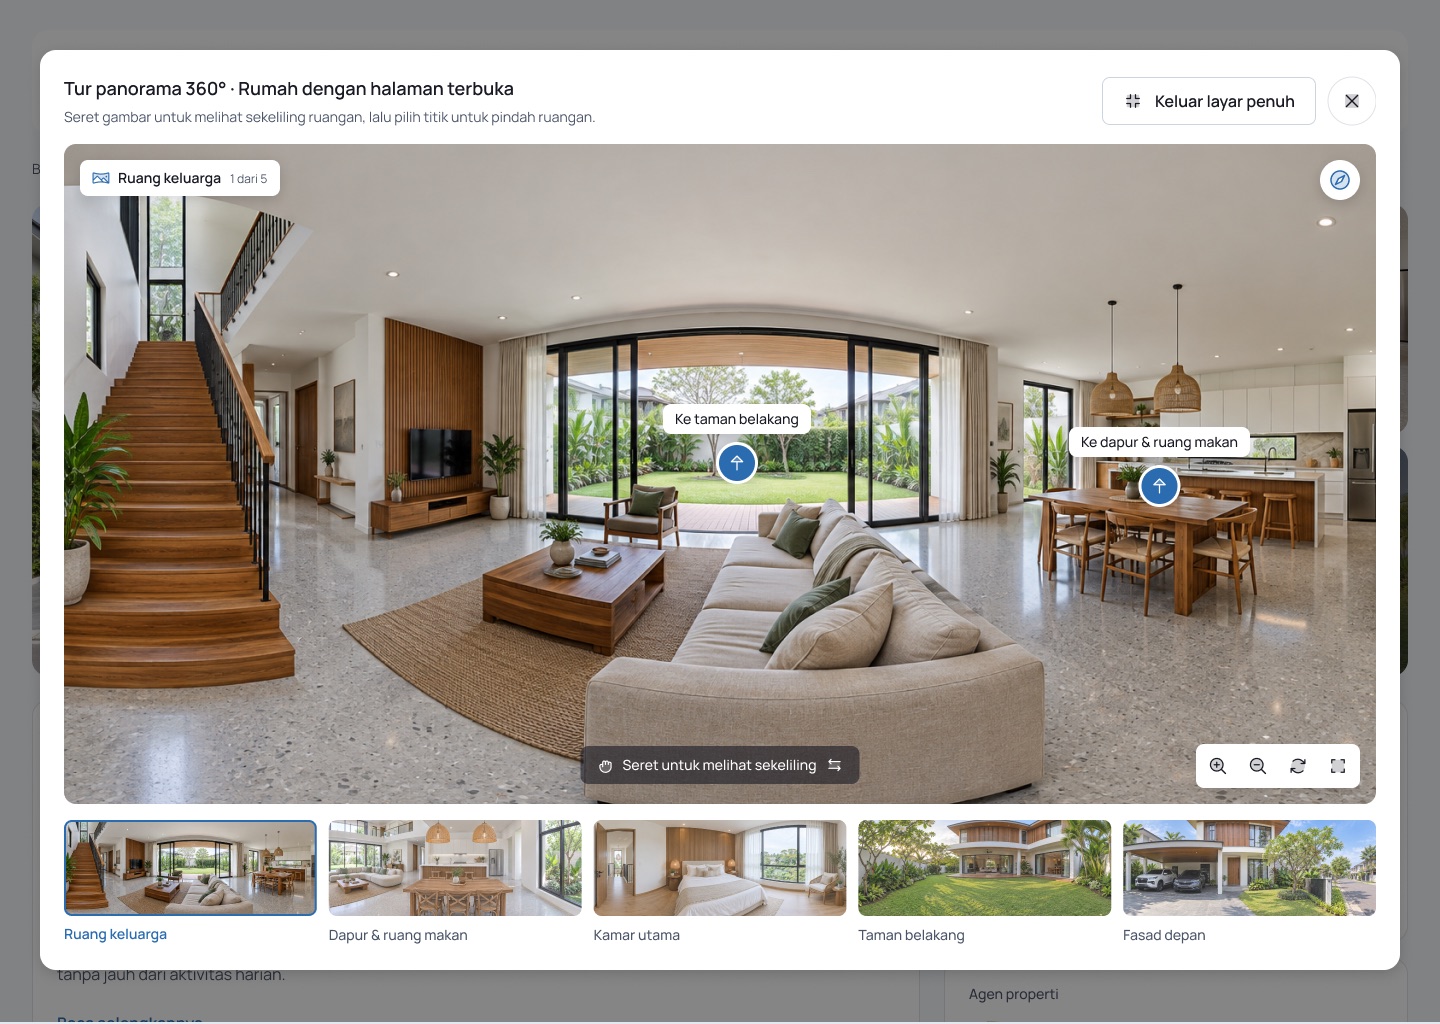 Tur panorama 360° · Rumah dengan halaman terbuka
Seret gambar untuk melihat sekeliling ruangan, lalu pilih titik untuk pindah ruangan.
Keluar layar penuh
Ruang keluarga 1 dari 5
Ke taman belakang
Ke dapur & ruang makan
Seret untuk melihat sekeliling
Ruang keluarga
Dapur & ruang makan
Kamar utama
Taman belakang
Fasad depan
tanpa jauh dari aktivitas harian.
Agen properti